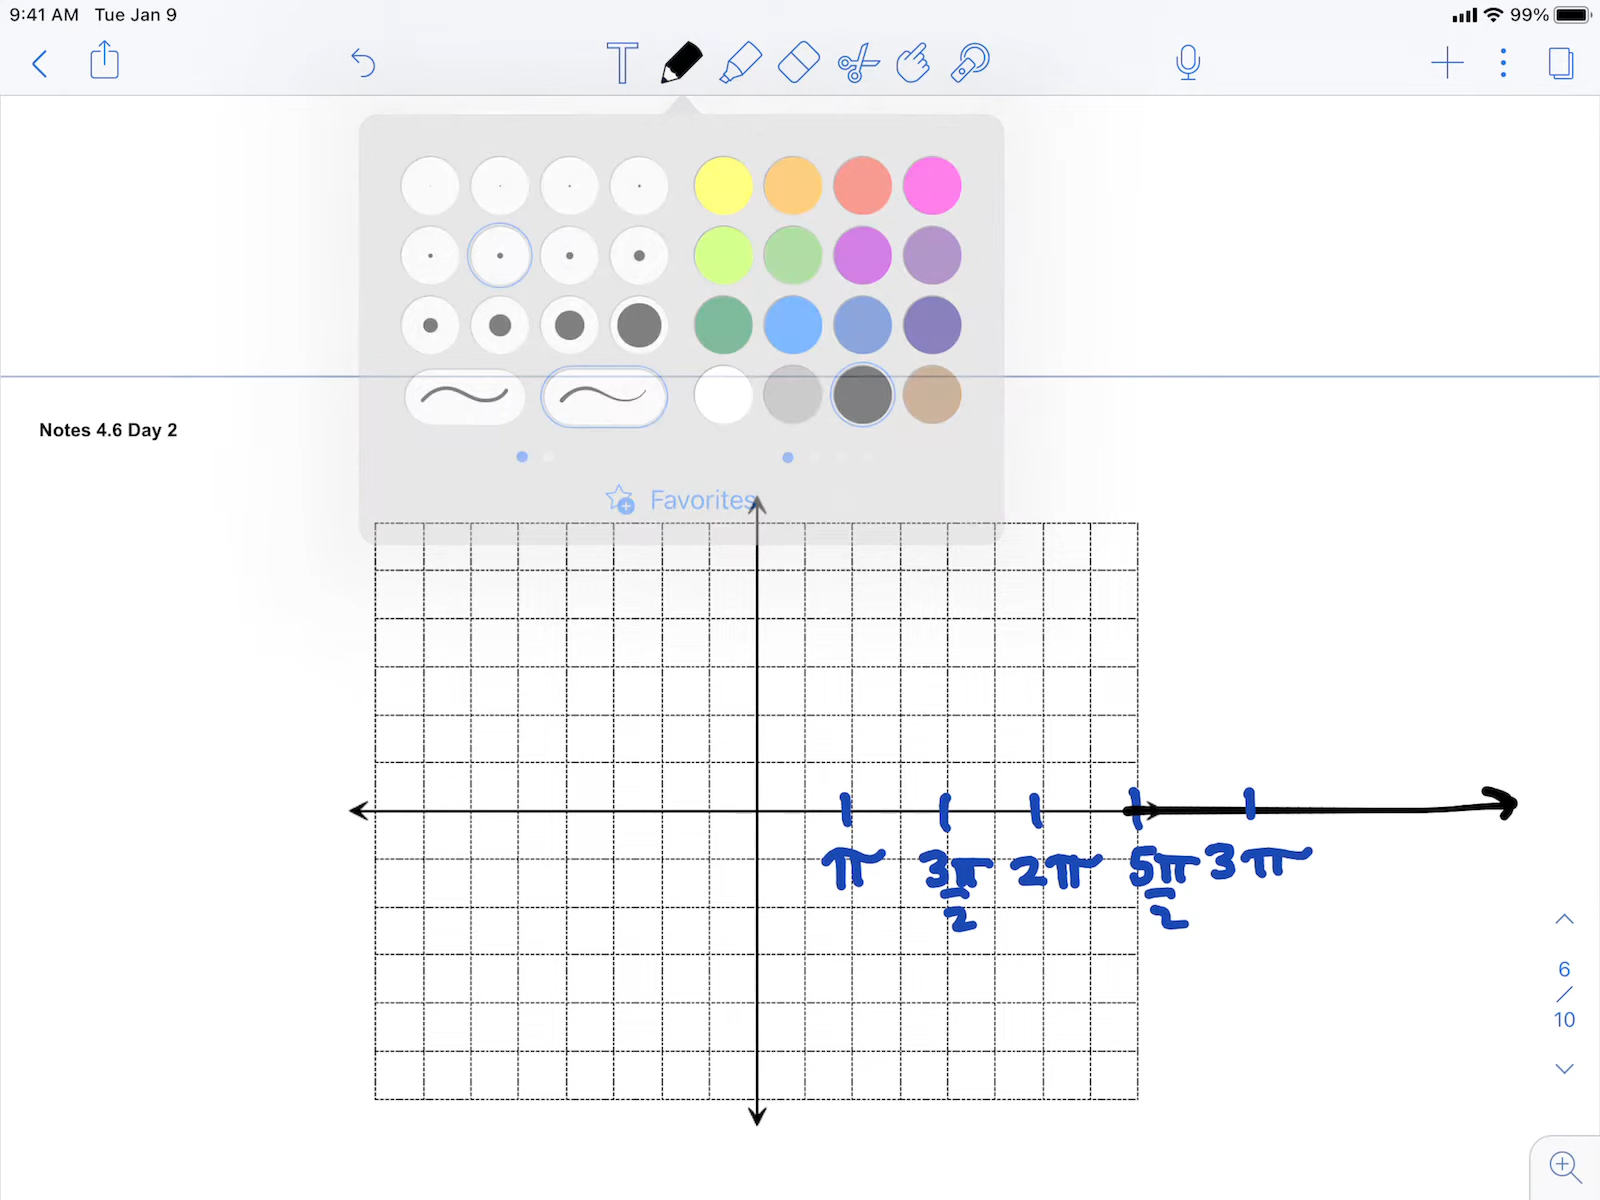 9:41 AM Tue Jan 9 99%
T
Notes 4.6 Day 2
Favorites
π 3π/2 2π 5π/2 3π
6
/
10